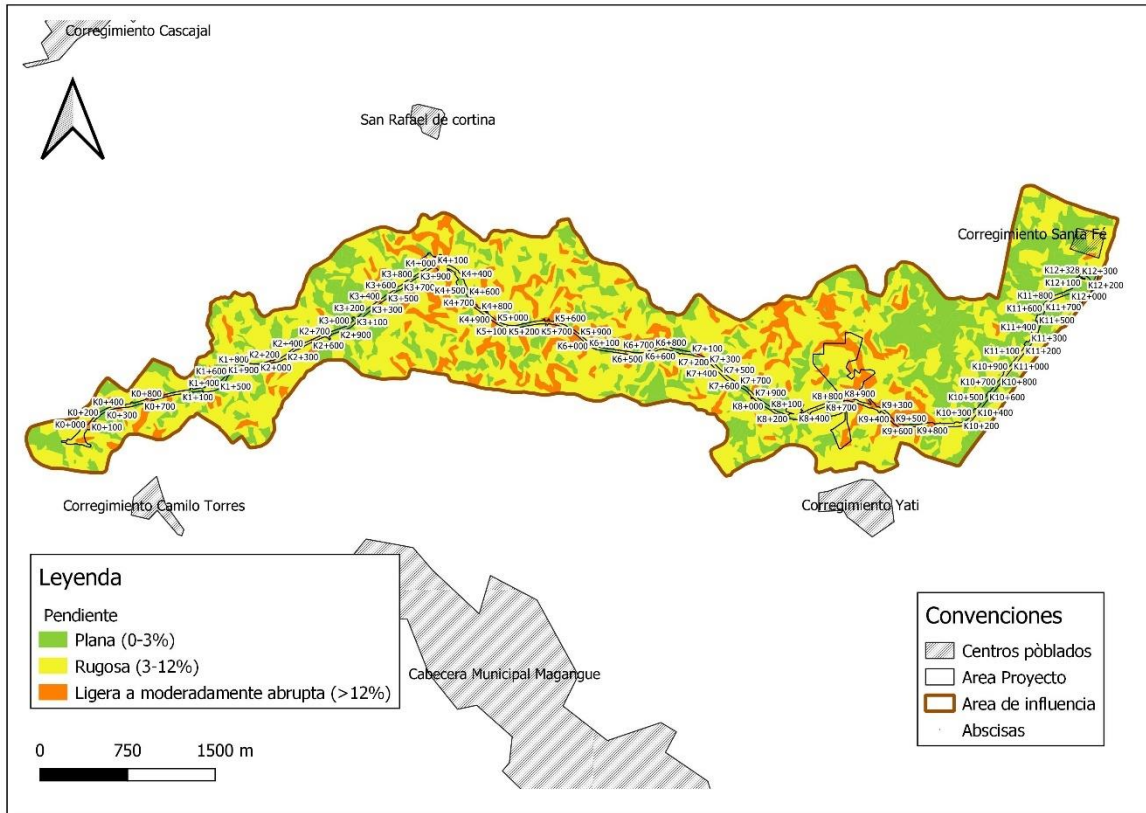 Corregimiento Cascajal
San Rafael de cortina
Corregimiento Santa Fé
K4+000
K4+100
K3+800
K3+900
K4+400
K3+600
K3+700
K4+500
K4+600
K3+400
K3+500
K4+700
K4+800
K3+200
K3+300
K4+900
K5+000
K5+600
K3+000
K3+100
K5+100
K5+200
K5+700
K5+900
K2+700
K2+900
K2+400
K2+600
K6+000
K6+100
K6+700
K6+800
K7+100
K2+200
K2+300
K6+500
K6+600
K7+200
K7+300
K1+800
K2+000
K7+400
K7+500
K1+600
K1+900
K7+600
K7+700
K1+400
K1+500
K7+900
K0+800
K1+100
K8+000
K8+100
K8+800
K8+900
K0+400
K0+700
K8+200
K8+400
K8+700
K9+300
K0+200
K0+300
K9+400
K9+500
K0+000
K0+100
K9+600
K9+800
K10+200
K10+300
K10+400
K10+500
K10+600
K10+700
K10+800
K10+900
K11+000
K11+100
K11+200
K11+300
K11+400
K11+500
K11+600
K11+700
K11+800
K12+000
K12+100
K12+200
K12+328
K12+300
Corregimiento Camilo Torres
Corregimiento Yati
Cabecera Municipal Magangue
Leyenda
Pendiente
Plana (0-3%)
Rugosa (3-12%)
Ligera a moderadamente abrupta (>12%)
0 750 1500 m
Convenciones
Centros pòblados
Area Proyecto
Area de influencia
Abscisas